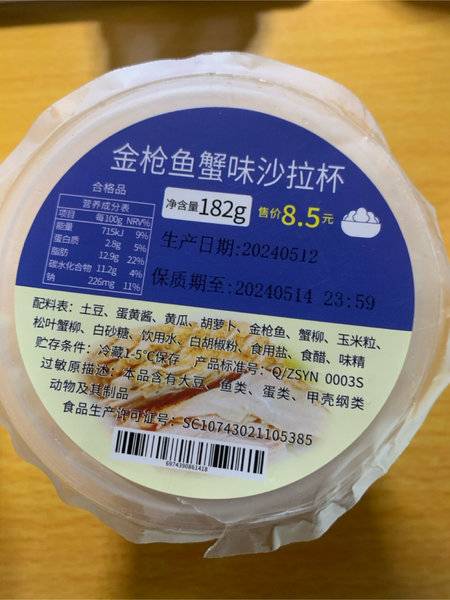 金枪鱼蟹味沙拉杯
合格品
净含量182g
售价8.5元
营养成分表
项目 每100g NRV%
能量 715kJ 9%
蛋白质 2.8g 5%
脂肪 12.9g 22%
碳水化合物 11.2g 4%
钠 226mg 11%
生产日期:20240512
保质期至:20240514 23:59
配料表：土豆、蛋黄酱、黄瓜、胡萝卜、金枪鱼、蟹柳、玉米粒、
松叶蟹柳、白砂糖、饮用水、白胡椒粉、食用盐、食醋、味精
贮存条件：冷藏1-5℃保存 产品标准号：Q/ZSYN 0003S
过敏原描述：本品含有大豆、鱼类、蛋类、甲壳纲类
动物及其制品
食品生产许可证号：SC10743021105385
6974390861418